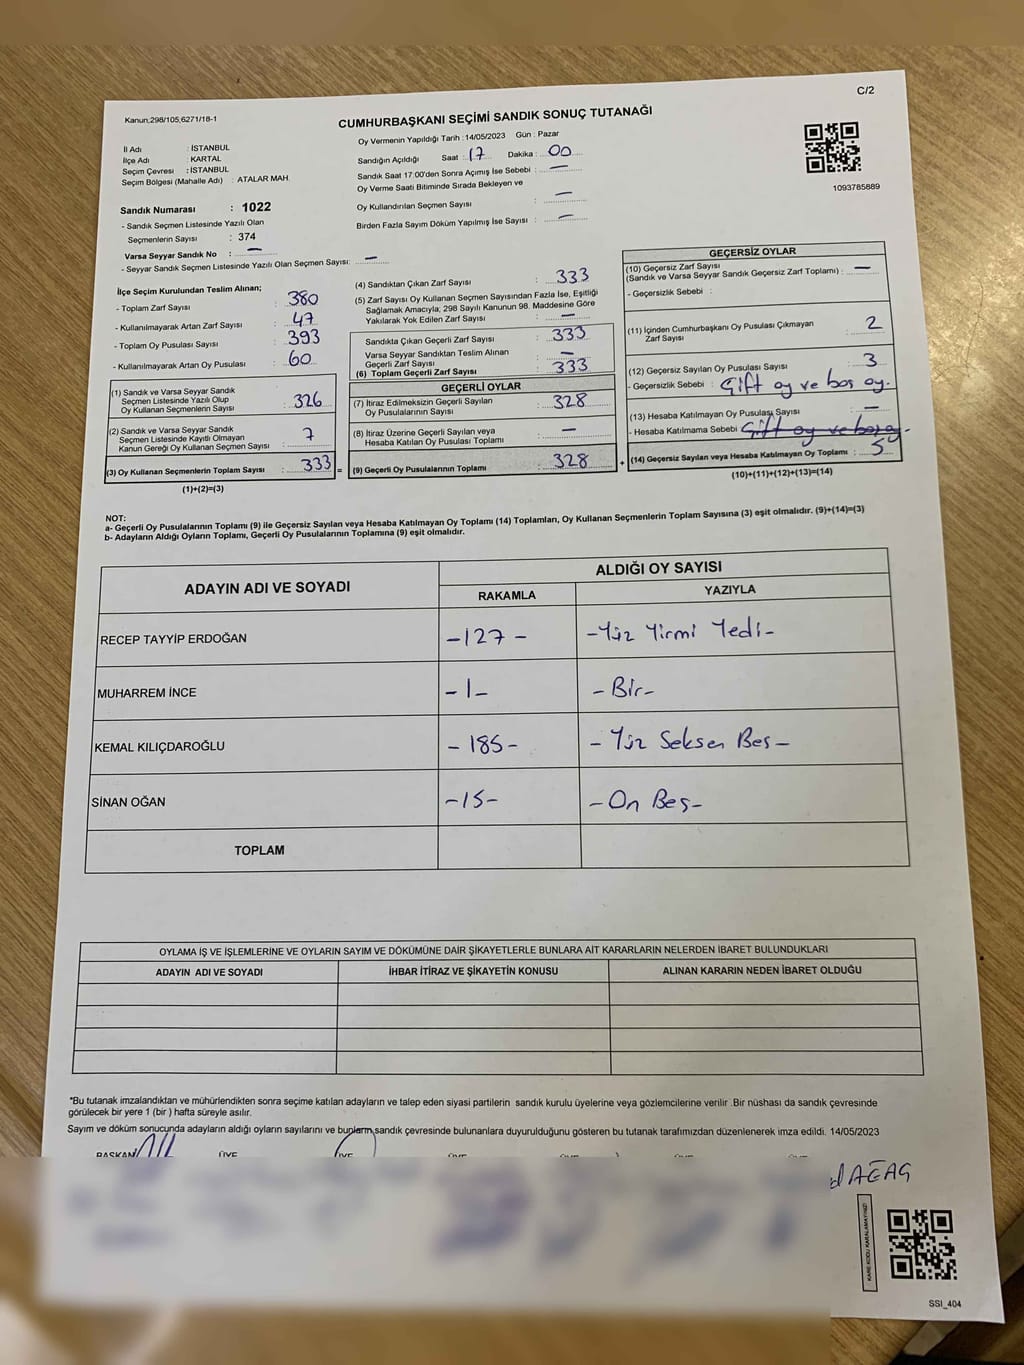 C/2
Kanun;298/105,6271/18-1
CUMHURBAŞKANI SEÇİMİ SANDIK SONUÇ TUTANAĞI
Oy Vermenin Yapıldığı Tarih : 14/05/2023 Gün : Pazar
İl Adı : İSTANBUL
İlçe Adı : KARTAL
Seçim Çevresi : İSTANBUL
Seçim Bölgesi (Mahalle Adı) : ATALAR MAH.
Sandığın Açıldığı Saat : 17 Dakika : 00
Sandık Saat 17:00'den Sonra Açımış İse Sebebi : —
Oy Verme Saati Bitiminde Sırada Bekleyen ve
Oy Kullandırılan Seçmen Sayısı : —
Birden Fazla Sayım Döküm Yapılmış İse Sayısı : —
1093785889
Sandık Numarası : 1022
- Sandık Seçmen Listesinde Yazılı Olan
Seçmenlerin Sayısı : 374
Varsa Seyyar Sandık No : —
- Seyyar Sandık Seçmen Listesinde Yazılı Olan Seçmen Sayısı: —
İlçe Seçim Kurulundan Teslim Alınan;
- Toplam Zarf Sayısı : 380
- Kullanılmayarak Artan Zarf Sayısı : 47
- Toplam Oy Pusulası Sayısı : 393
- Kullanılmayarak Artan Oy Pusulası : 60
(1) Sandık ve Varsa Seyyar Sandık
Seçmen Listesinde Yazılı Olup
Oy Kullanan Seçmenlerin Sayısı : 326
(2) Sandık ve Varsa Seyyar Sandık
Seçmen Listesinde Kayıtlı Olmayan
Kanun Gereği Oy Kullanan Seçmen Sayısı : 7
(3) Oy Kullanan Seçmenlerin Toplam Sayısı : 333 =
(1)+(2)=(3)
(4) Sandıktan Çıkan Zarf Sayısı : 333
(5) Zarf Sayısı Oy Kullanan Seçmen Sayısından Fazla İse, Eşitliği
Sağlamak Amacıyla; 298 Sayılı Kanunun 98. Maddesine Göre
Yakılarak Yok Edilen Zarf Sayısı : —
Sandıkta Çıkan Geçerli Zarf Sayısı : 333
Varsa Seyyar Sandıktan Teslim Alınan
Geçerli Zarf Sayısı : —
(6) Toplam Geçerli Zarf Sayısı : 333
GEÇERLİ OYLAR
(7) İtiraz Edilmeksizin Geçerli Sayılan
Oy Pusulalarının Sayısı : 328
(8) İtiraz Üzerine Geçerli Sayılan veya
Hesaba Katılan Oy Pusulası Toplamı : —
(9) Geçerli Oy Pusulalarının Toplamı : 328 +
GEÇERSİZ OYLAR
(10) Geçersiz Zarf Sayısı
(Sandık ve Varsa Seyyar Sandık Geçersiz Zarf Toplamı) : —
- Geçersizlik Sebebi :
(11) İçinden Cumhurbaşkanı Oy Pusulası Çıkmayan
Zarf Sayısı : 2
(12) Geçersiz Sayılan Oy Pusulası Sayısı : 3
- Geçersizlik Sebebi : Çift oy ve boş oy.
(13) Hesaba Katılmayan Oy Pusulası Sayısı : —
- Hesaba Katılmama Sebebi : Çift oy ve boş oy.
(14) Geçersiz Sayılan veya Hesaba Katılmayan Oy Toplamı : 5
(10)+(11)+(12)+(13)=(14)
NOT:
a- Geçerli Oy Pusulalarının Toplamı (9) ile Geçersiz Sayılan veya Hesaba Katılmayan Oy Toplamı (14) Toplamları, Oy Kullanan Seçmenlerin Toplam Sayısına (3) eşit olmalıdır. (9)+(14)=(3)
b- Adayların Aldığı Oyların Toplamı, Geçerli Oy Pusulalarının Toplamına (9) eşit olmalıdır.
ADAYIN ADI VE SOYADI ALDIĞI OY SAYISI
RAKAMLA YAZIYLA
RECEP TAYYİP ERDOĞAN -127- -Yüz Yirmi Yedi-
MUHARREM İNCE -1- -Bir-
KEMAL KILIÇDAROĞLU -185- -Yüz Seksen Beş-
SİNAN OĞAN -15- -On Beş-
TOPLAM
OYLAMA İŞ VE İŞLEMLERİNE VE OYLARIN SAYIM VE DÖKÜMÜNE DAİR ŞİKAYETLERLE BUNLARA AİT KARARLARIN NELERDEN İBARET BULUNDUKLARI
ADAYIN ADI VE SOYADI İHBAR İTİRAZ VE ŞİKAYETİN KONUSU ALINAN KARARIN NEDEN İBARET OLDUĞU
*Bu tutanak imzalandıktan ve mühürlendikten sonra seçime katılan adayların ve talep eden siyasi partilerin sandık kurulu üyelerine veya gözlemcilerine verilir .Bir nüshası da sandık çevresinde
görülecek bir yere 1 (bir ) hafta süreyle asılır.
Sayım ve döküm sonucunda adayların aldığı oyların sayılarını ve bunların sandık çevresinde bulunanlara duyurulduğunu gösteren bu tutanak tarafımızdan düzenlenerek imza edildi. 14/05/2023
BAŞKAN ÜYE ÜYE
KARE KODU KARALAMAYINIZ!
SSI_404